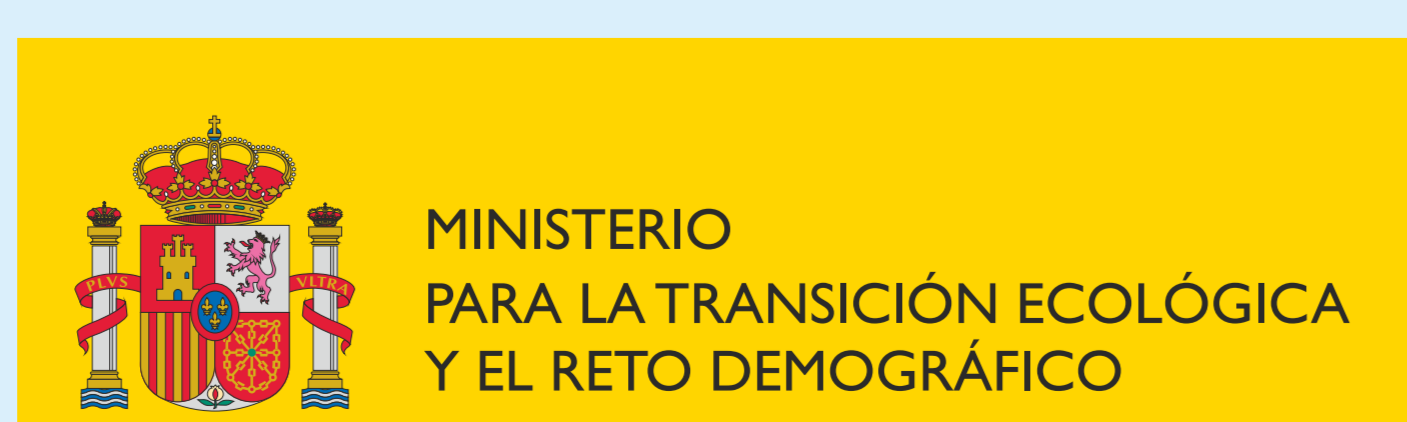 PLVS VLTRA
MINISTERIO
PARA LA TRANSICIÓN ECOLÓGICA
Y EL RETO DEMOGRÁFICO